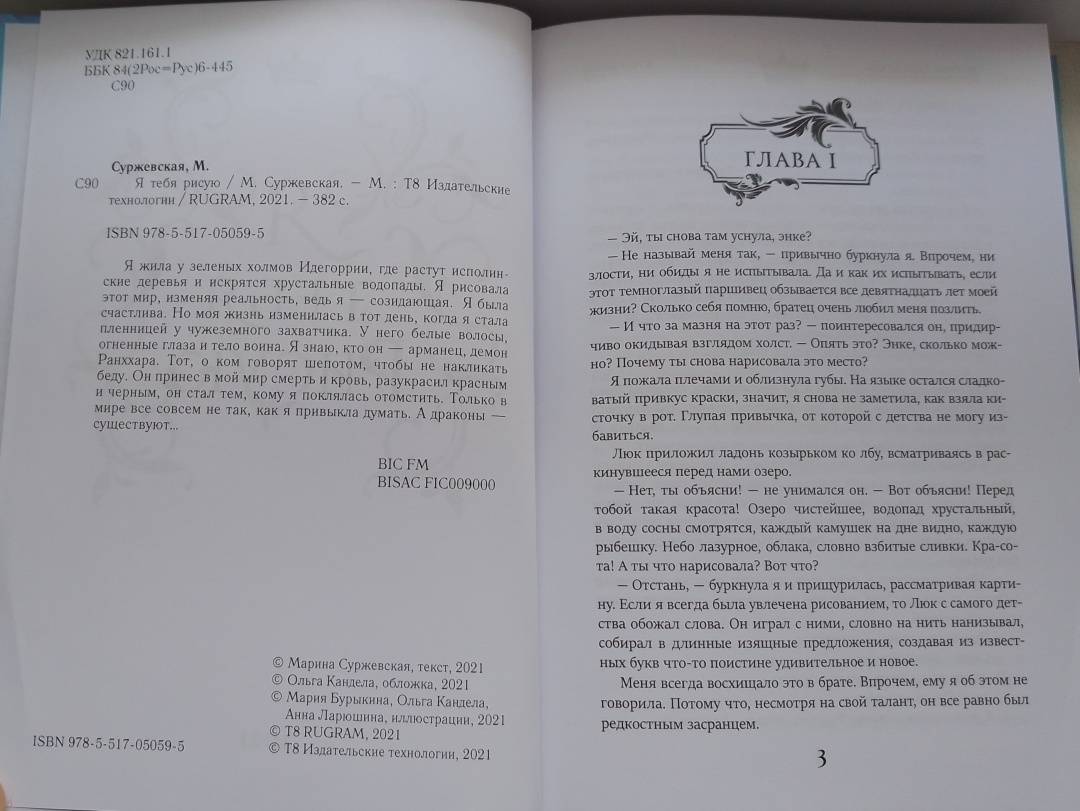 УДК 821.161.1
ББК 84(2Рос=Рус)6-445
С90
Суржевская, М.
С90 Я тебя рисую / М. Суржевская. — М. : Т8 Издательские
технологии / RUGRAM, 2021. — 382 с.
ISBN 978-5-517-05059-5
Я жила у зеленых холмов Идегоррии, где растут исполин-
ские деревья и искрятся хрустальные водопады. Я рисовала
этот мир, изменяя реальность, ведь я — созидающая. Я была
счастлива. Но моя жизнь изменилась в тот день, когда я стала
пленницей у чужеземного захватчика. У него белые волосы,
огненные глаза и тело воина. Я знаю, кто он — арманец, демон
Ранххара. Тот, о ком говорят шепотом, чтобы не накликать
беду. Он принес в мой мир смерть и кровь, разукрасил красным
и черным, он стал тем, кому я поклялась отомстить. Только в
мире все совсем не так, как я привыкла думать. А драконы —
существуют...
BIC FM
BISAC FIC009000
© Марина Суржевская, текст, 2021
© Ольга Кандела, обложка, 2021
© Мария Бурыкина, Ольга Кандела,
Анна Ларюшина, иллюстрации, 2021
© Т8 RUGRAM, 2021
© Т8 Издательские технологии, 2021
ISBN 978-5-517-05059-5
ГЛАВА I
— Эй, ты снова там уснула, энке?
— Не называй меня так, — привычно буркнула я. Впрочем, ни
злости, ни обиды я не испытывала. Да и как их испытывать, если
этот темноглазый паршивец обзывается все девятнадцать лет моей
жизни? Сколько себя помню, братец очень любил меня позлить.
— И что за мазня на этот раз? — поинтересовался он, придир-
чиво окидывая взглядом холст. — Опять это? Энке, сколько мож-
но? Почему ты снова нарисовала это место?
Я пожала плечами и облизнула губы. На языке остался сладко-
ватый привкус краски, значит, я снова не заметила, как взяла ки-
сточку в рот. Глупая привычка, от которой с детства не могу из-
бавиться.
Люк приложил ладонь козырьком ко лбу, всматриваясь в рас-
кинувшееся перед нами озеро.
— Нет, ты объясни! — не унимался он. — Вот объясни! Перед
тобой такая красота! Озеро чистейшее, водопад хрустальный,
в воду сосны смотрятся, каждый камушек на дне видно, каждую
рыбешку. Небо лазурное, облака, словно взбитые сливки. Кра-со-
та! А ты что нарисовала? Вот что?
— Отстань, — буркнула я и прищурилась, рассматривая карти-
ну. Если я всегда была увлечена рисованием, то Люк с самого дет-
ства обожал слова. Он играл с ними, словно на нить нанизывал,
собирал в длинные изящные предложения, создавая из извест-
ных букв что-то поистине удивительное и новое.
Меня всегда восхищало это в брате. Впрочем, ему я об этом не
говорила. Потому что, несмотря на свой талант, он все равно был
редкостным засранцем.
3